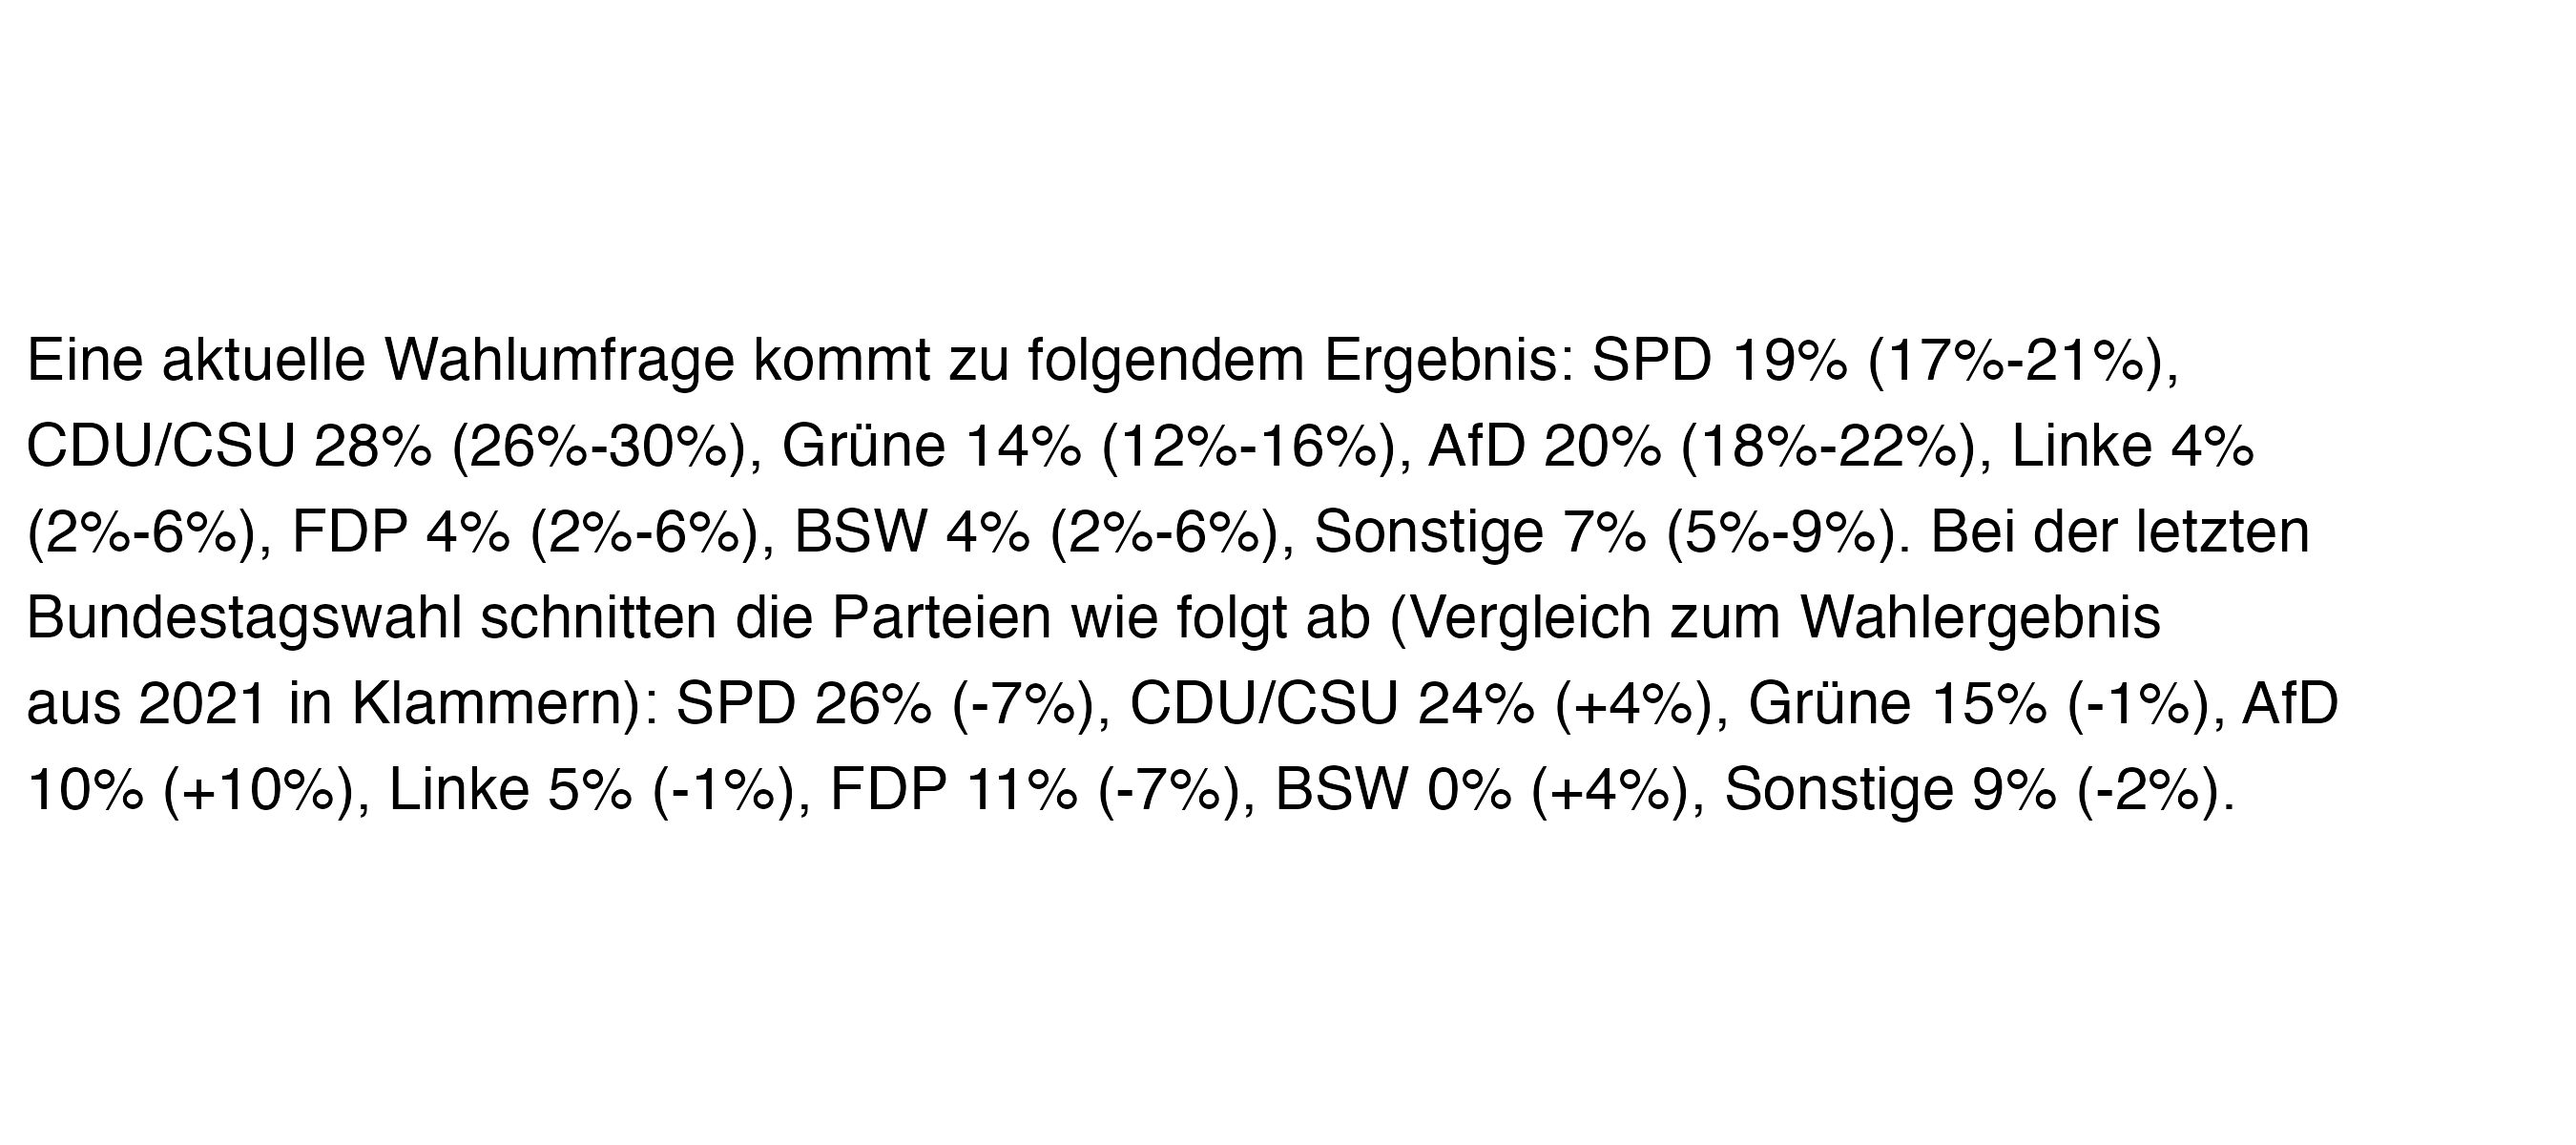 Eine aktuelle Wahlumfrage kommt zu folgendem Ergebnis: SPD 19% (17%-21%),
CDU/CSU 28% (26%-30%), Grüne 14% (12%-16%), AfD 20% (18%-22%), Linke 4%
(2%-6%), FDP 4% (2%-6%), BSW 4% (2%-6%), Sonstige 7% (5%-9%). Bei der letzten
Bundestagswahl schnitten die Parteien wie folgt ab (Vergleich zum Wahlergebnis
aus 2021 in Klammern): SPD 26% (-7%), CDU/CSU 24% (+4%), Grüne 15% (-1%), AfD
10% (+10%), Linke 5% (-1%), FDP 11% (-7%), BSW 0% (+4%), Sonstige 9% (-2%).